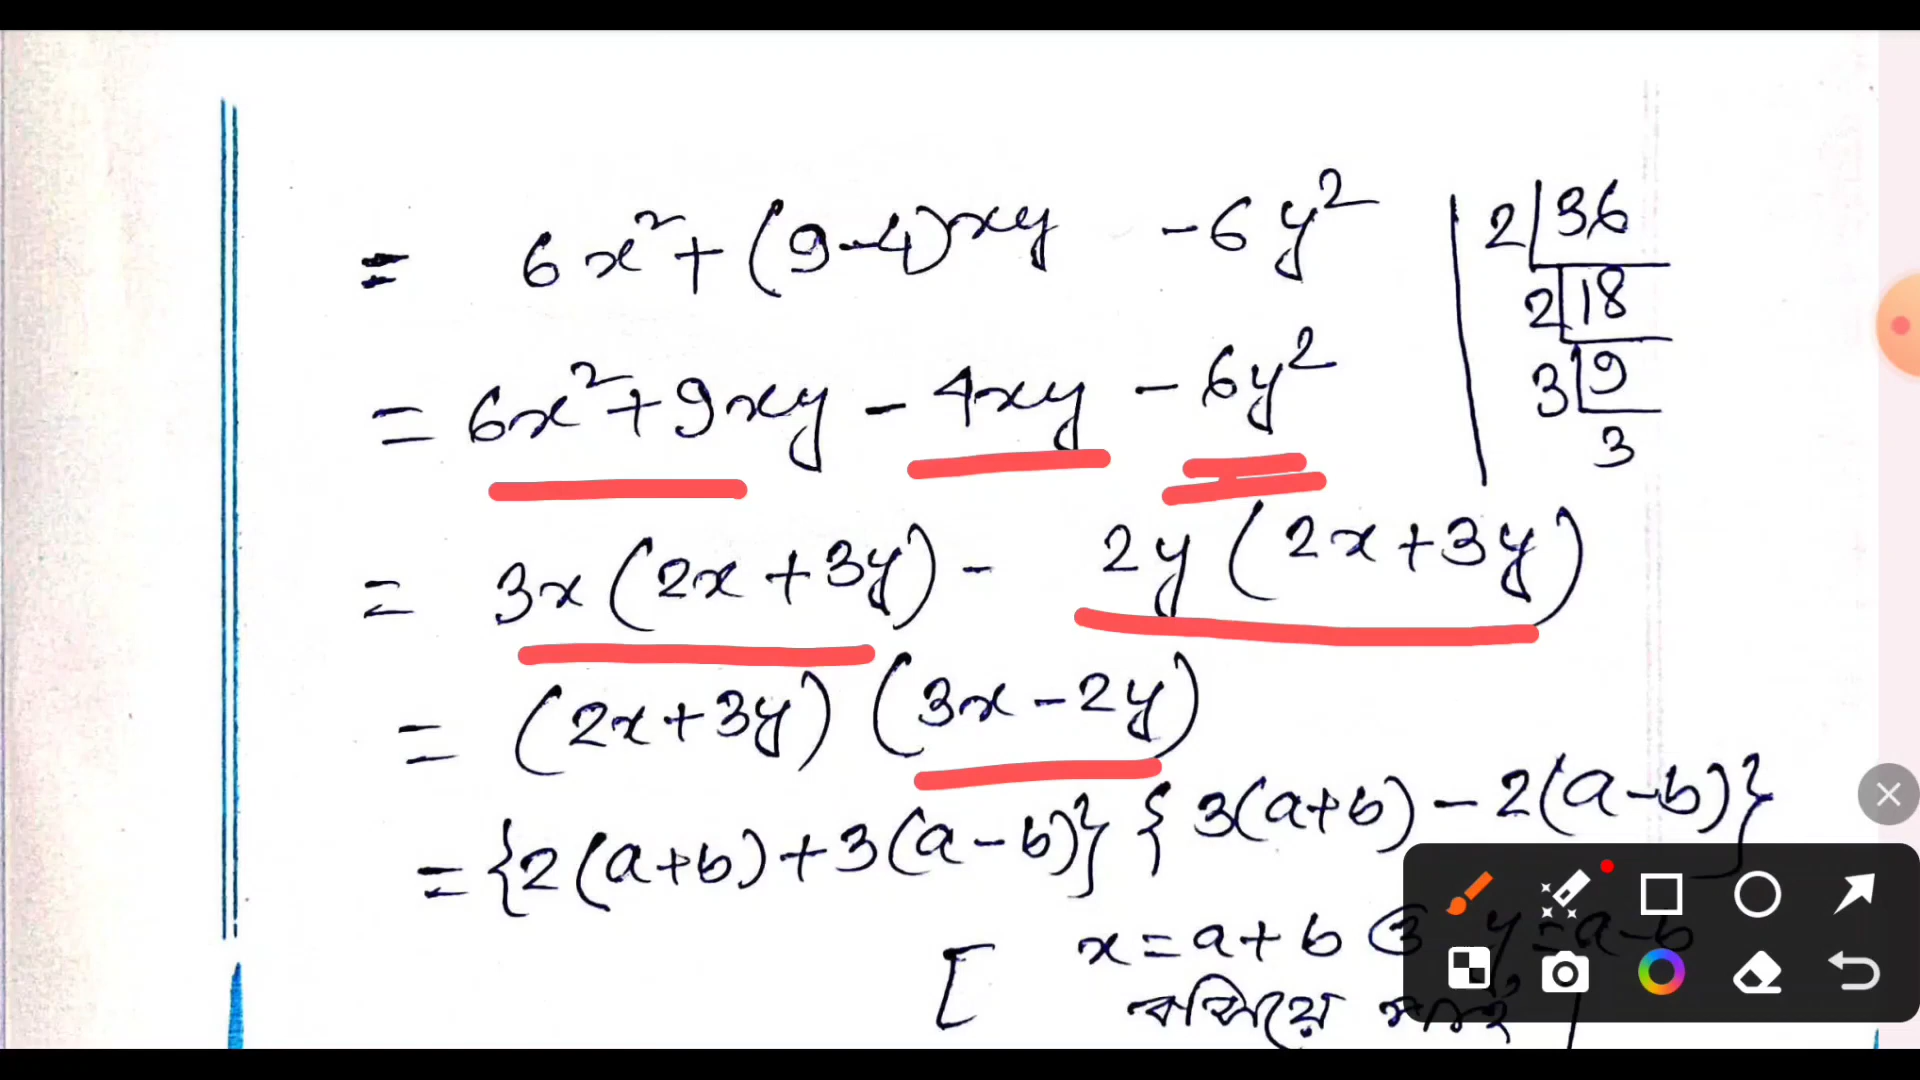 = 6x² + (9-4)xy - 6y²
= 6x² + 9xy - 4xy - 6y²
= 3x (2x + 3y) - 2y (2x + 3y)
= (2x + 3y) (3x - 2y)
= {2(a+b) + 3(a-b)} {3(a+b) - 2(a-b)}
[ x = a + b ও y = a - b
বসিয়ে পাই ]
2|36
2|18
3|9
3